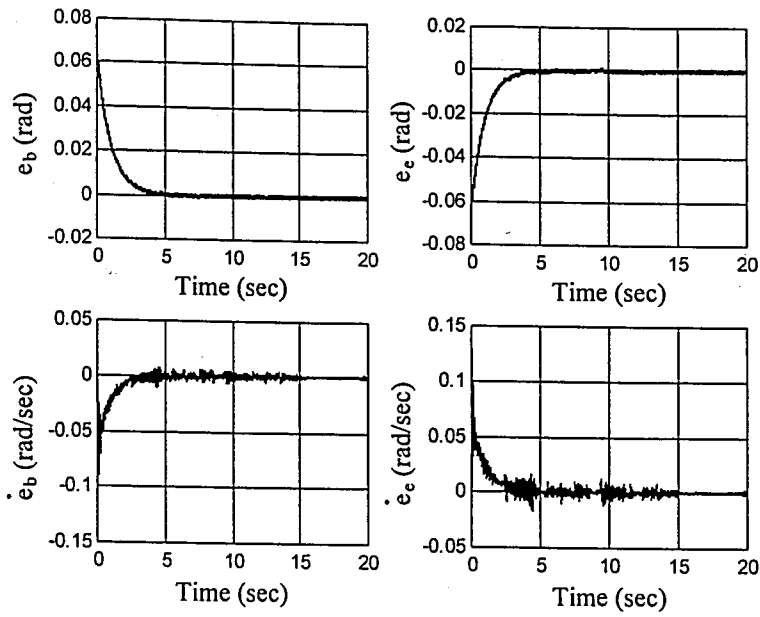 0.08
0.06
0.04
0.02
0
-0.02
e_b (rad)
0 5 10 15 20
Time (sec)
0.02
0
-0.02
-0.04
-0.06
-0.08
e_e (rad)
0 5 10 15 20
Time (sec)
0.05
0
-0.05
-0.1
-0.15
ė_b (rad/sec)
0 5 10 15 20
Time (sec)
0.15
0.1
0.05
0
-0.05
ė_e (rad/sec)
0 5 10 15 20
Time (sec)